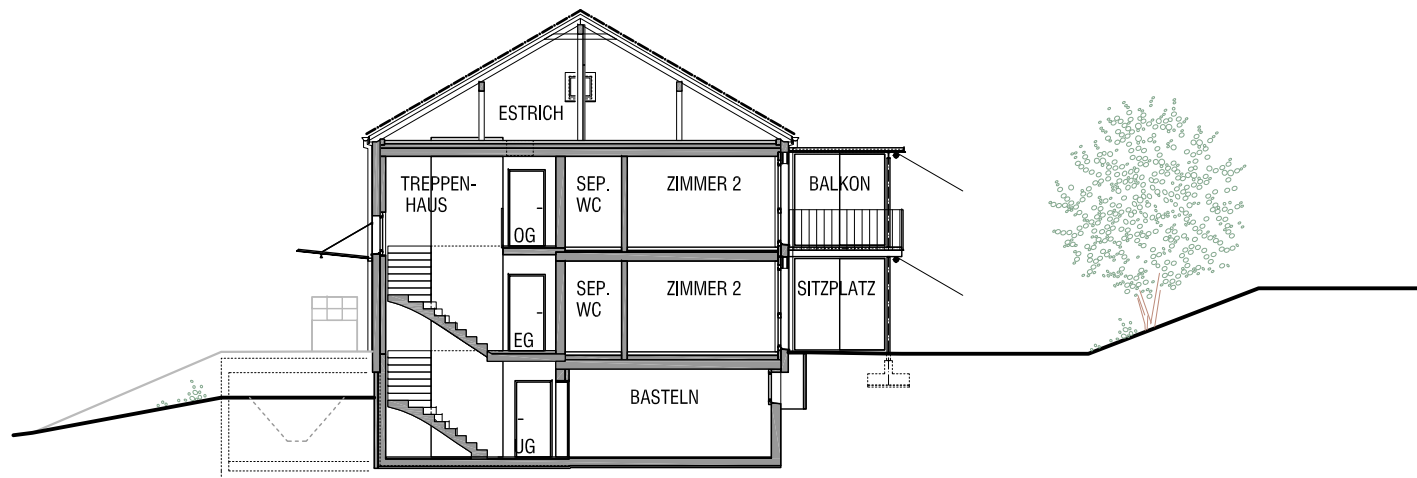 ESTRICH
TREPPEN-
HAUS
SEP.
WC
ZIMMER 2
BALKON
OG
SEP.
WC
ZIMMER 2
SITZPLATZ
EG
BASTELN
UG